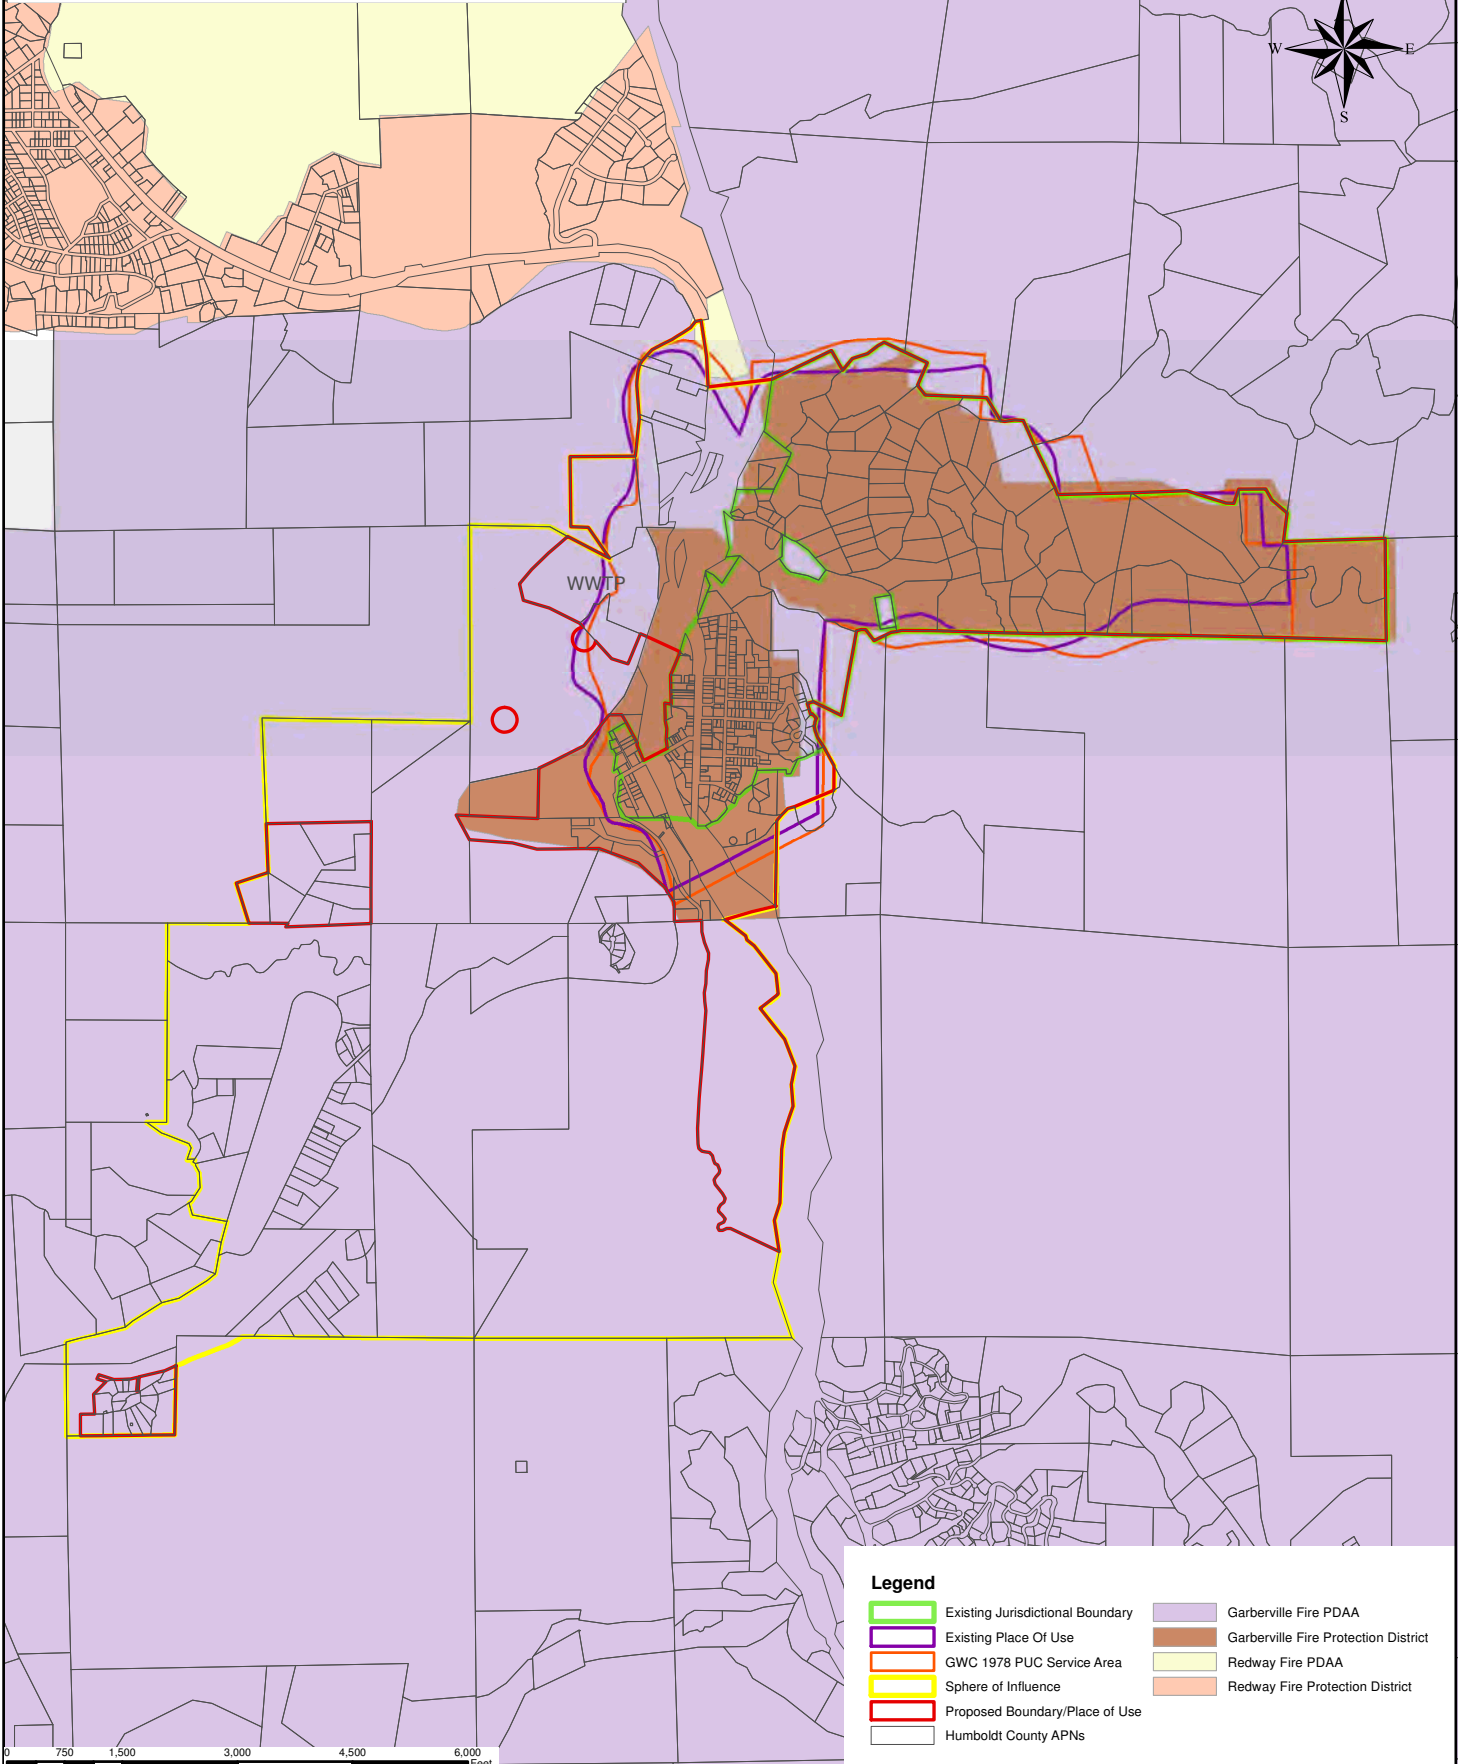 W E
S
WWTP
Legend
Existing Jurisdictional Boundary
Existing Place Of Use
GWC 1978 PUC Service Area
Sphere of Influence
Proposed Boundary/Place of Use
Humboldt County APNs
Garberville Fire PDAA
Garberville Fire Protection District
Redway Fire PDAA
Redway Fire Protection District
0 750 1,500 3,000 4,500 6,000
Feet